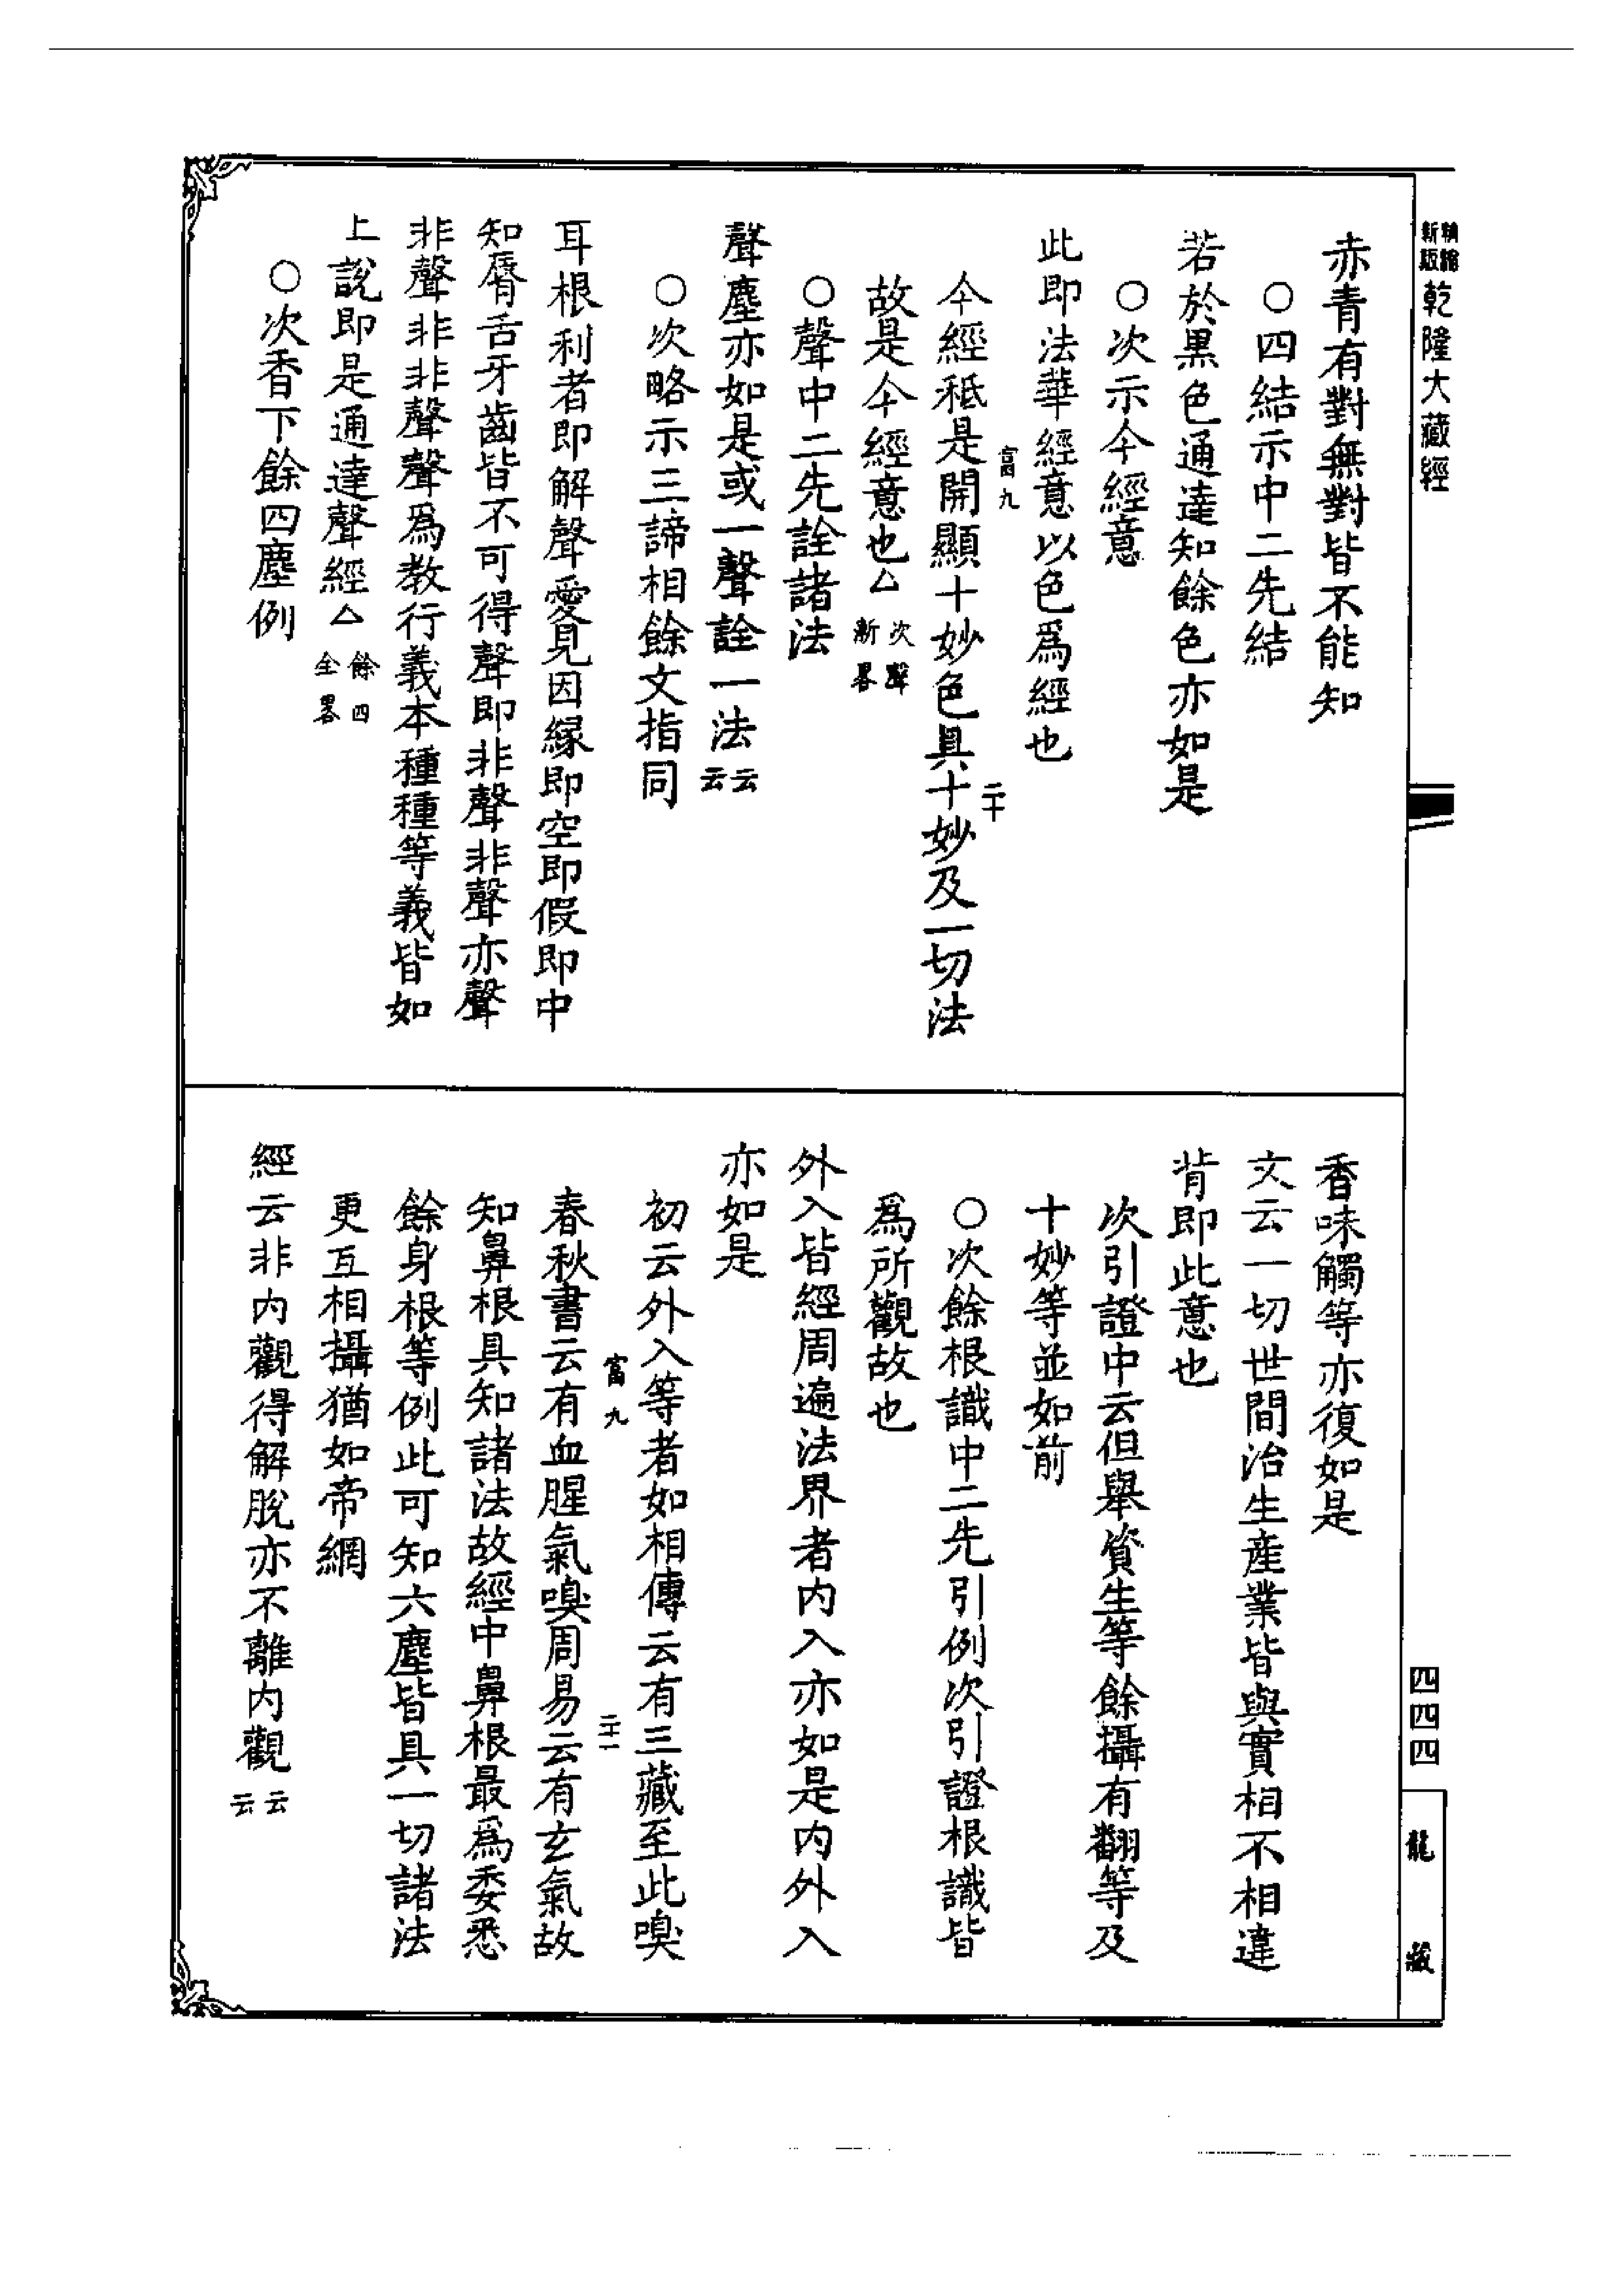 精縮
新版
乾隆大藏經
赤青有對無對皆不能知
○四結示中二先結
若於黑色通達知餘色亦如是
○次示今經意
此即法華經意以色爲經也
富九
二十
今經秪是開顯十妙色具十妙及一切法
故是今經意也△次聲漸畧
○聲中二先詮諸法
聲塵亦如是或一聲詮一法云云
○次略示三諦相餘文指同
耳根利者即解聲愛見因緣即空即假即中
知脣舌牙齒皆不可得聲即非聲非聲亦聲
非聲非非聲聲爲教行義本種種等義皆如
上說即是通達聲經△餘四全畧
○次香下餘四塵例
香味觸等亦復如是
文云一切世間治生産業皆與實相不相違
背即此意也
次引證中云但舉資生等餘攝有翻等及
十妙等並如前
○次餘根識中二先引例次引證根識皆
爲所觀故也
外入皆經周遍法界者内入亦如是内外入
亦如是
初云外入等者如相傳云有三藏至此嗅
富九
二十一
春秋書云有血腥氣嗅周易云有玄氣故
知鼻根具知諸法故經中鼻根最爲委悉
餘身根等例此可知六塵皆具一切諸法
更互相攝猶如帝網
經云非内觀得解脫亦不離内觀云云
四四四
龍藏